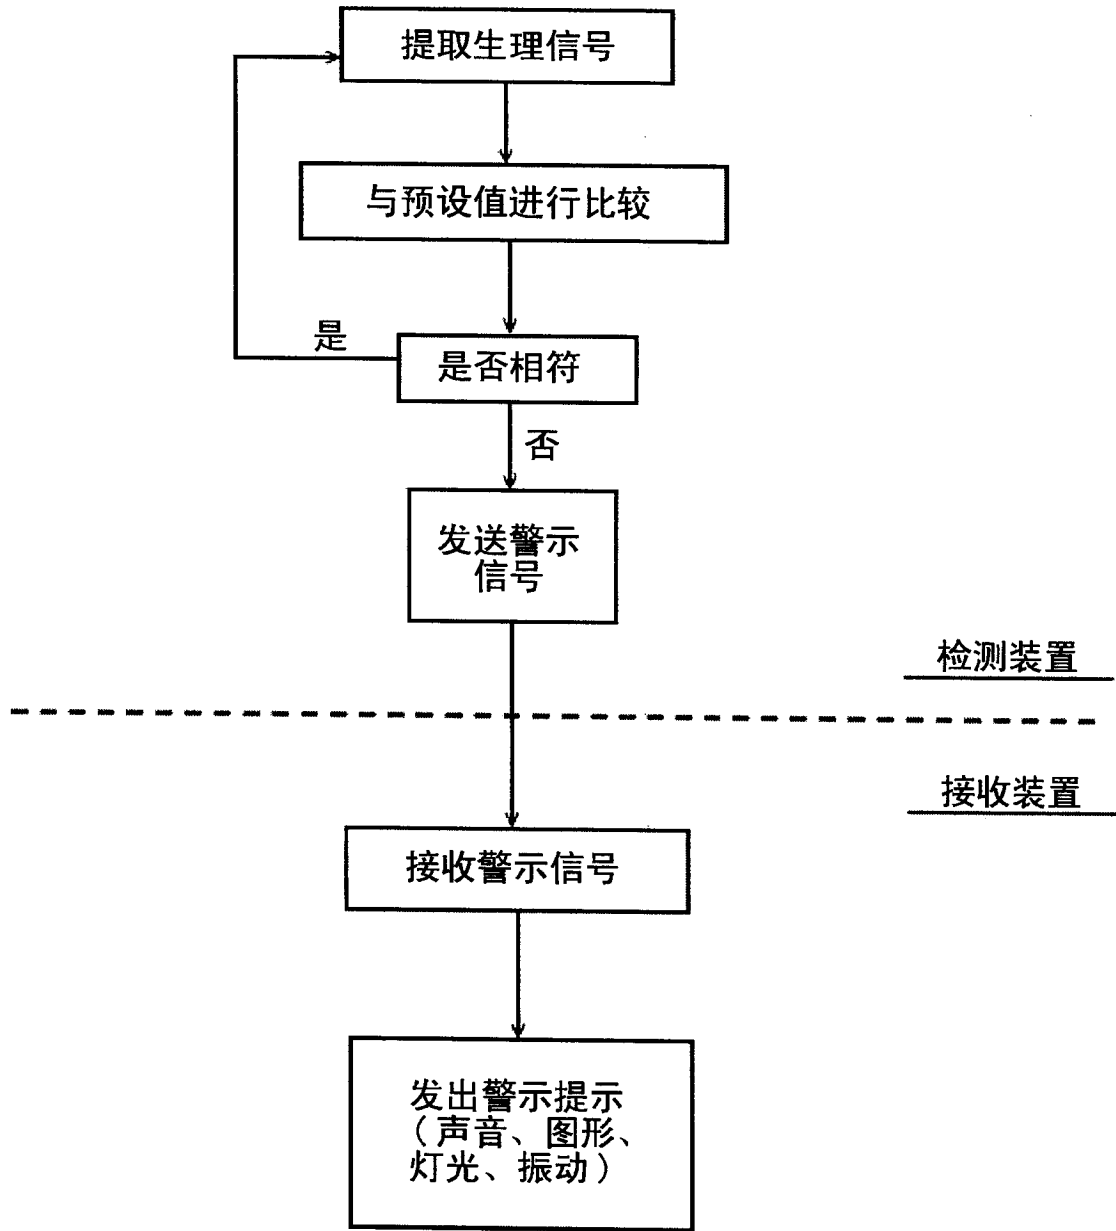 提取生理信号
与预设值进行比较
是
是否相符
否
发送警示
信号
检测装置
接收装置
接收警示信号
发出警示提示
（声音、图形、
灯光、振动）